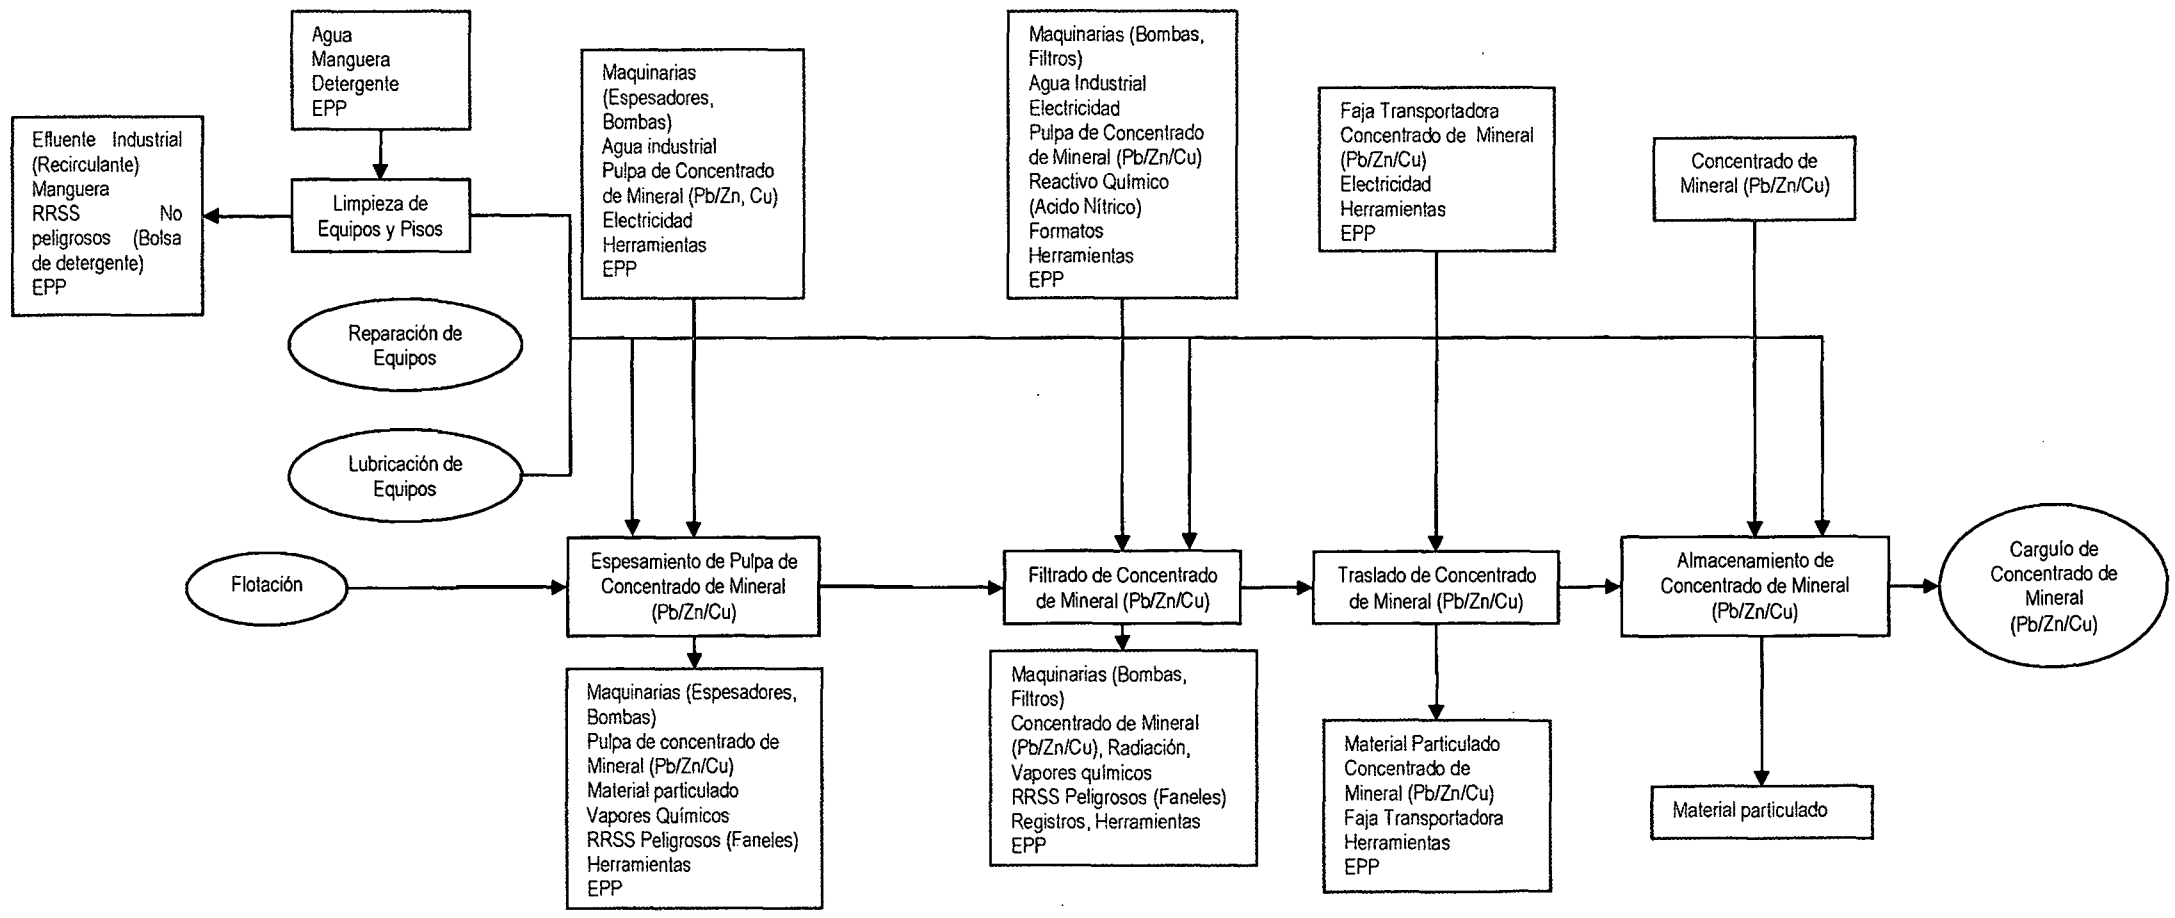 Agua
Manguera
Detergente
EPP
Efluente Industrial
(Recirculante)
Manguera
RRSS No
peligrosos (Bolsa
de detergente)
EPP
Limpieza de
Equipos y Pisos
Reparación de
Equipos
Lubricación de
Equipos
Maquinarias
(Espesadores,
Bombas)
Agua industrial
Pulpa de Concentrado
de Mineral (Pb/Zn, Cu)
Electricidad
Herramientas
EPP
Maquinarias (Bombas,
Filtros)
Agua Industrial
Electricidad
Pulpa de Concentrado
de Mineral (Pb/Zn/Cu)
Reactivo Químico
(Acido Nítrico)
Formatos
Herramientas
EPP
Faja Transportadora
Concentrado de Mineral
(Pb/Zn/Cu)
Electricidad
Herramientas
EPP
Concentrado de
Mineral (Pb/Zn/Cu)
Flotación
Espesamiento de Pulpa de
Concentrado de Mineral
(Pb/Zn/Cu)
Filtrado de Concentrado
de Mineral (Pb/Zn/Cu)
Traslado de Concentrado
de Mineral (Pb/Zn/Cu)
Almacenamiento de
Concentrado de Mineral
(Pb/Zn/Cu)
Carguío de
Concentrado de
Mineral
(Pb/Zn/Cu)
Maquinarias (Espesadores,
Bombas)
Pulpa de concentrado de
Mineral (Pb/Zn/Cu)
Material particulado
Vapores Químicos
RRSS Peligrosos (Faneles)
Herramientas
EPP
Maquinarias (Bombas,
Filtros)
Concentrado de Mineral
(Pb/Zn/Cu), Radiación,
Vapores químicos
RRSS Peligrosos (Faneles)
Registros, Herramientas
EPP
Material Particulado
Concentrado de
Mineral (Pb/Zn/Cu)
Faja Transportadora
Herramientas
EPP
Material particulado